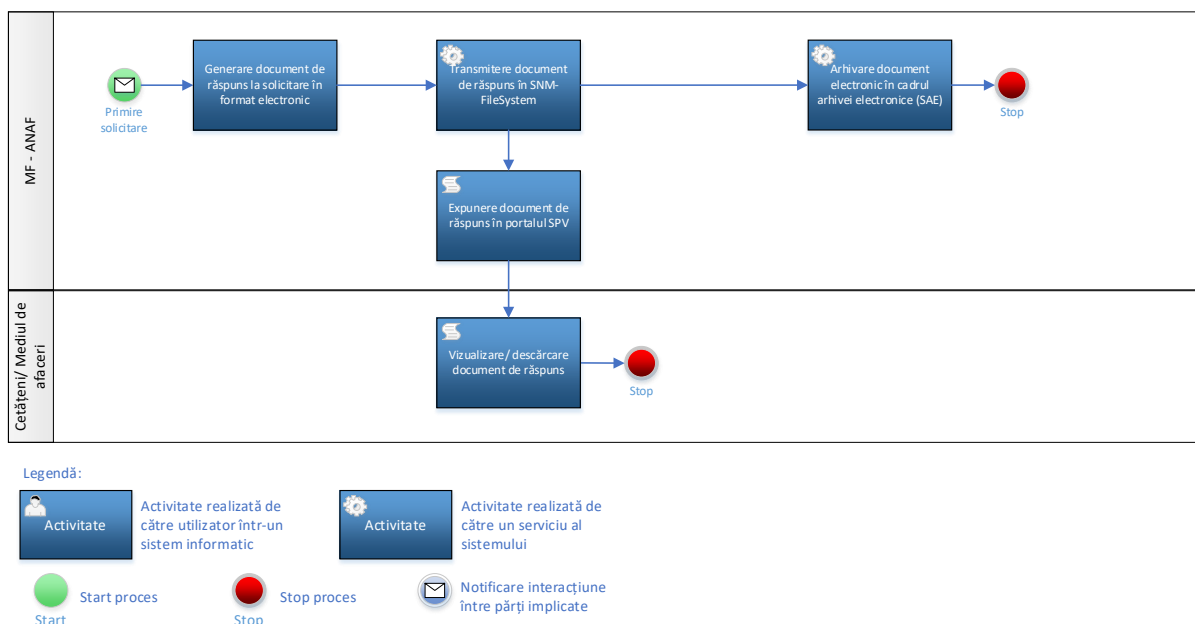 MF - ANAF
Primire
solicitare
Generare document de
răspuns la solicitare în
format electronic
Transmitere document
de răspuns în SNM-
FileSystem
Arhivare document
electronic în cadrul
arhivei electronice (SAE)
Stop
Expunere document de
răspuns în portalul SPV
Cetățeni/ Mediul de
afaceri
Vizualizare/ descărcare
document de răspuns
Stop
Legendă:
Activitate
Activitate realizată de
către utilizator într-un
sistem informatic
Activitate
Activitate realizată de
către un serviciu al
sistemului
Start
Start proces
Stop
Stop proces
Notificare interacțiune
între părți implicate